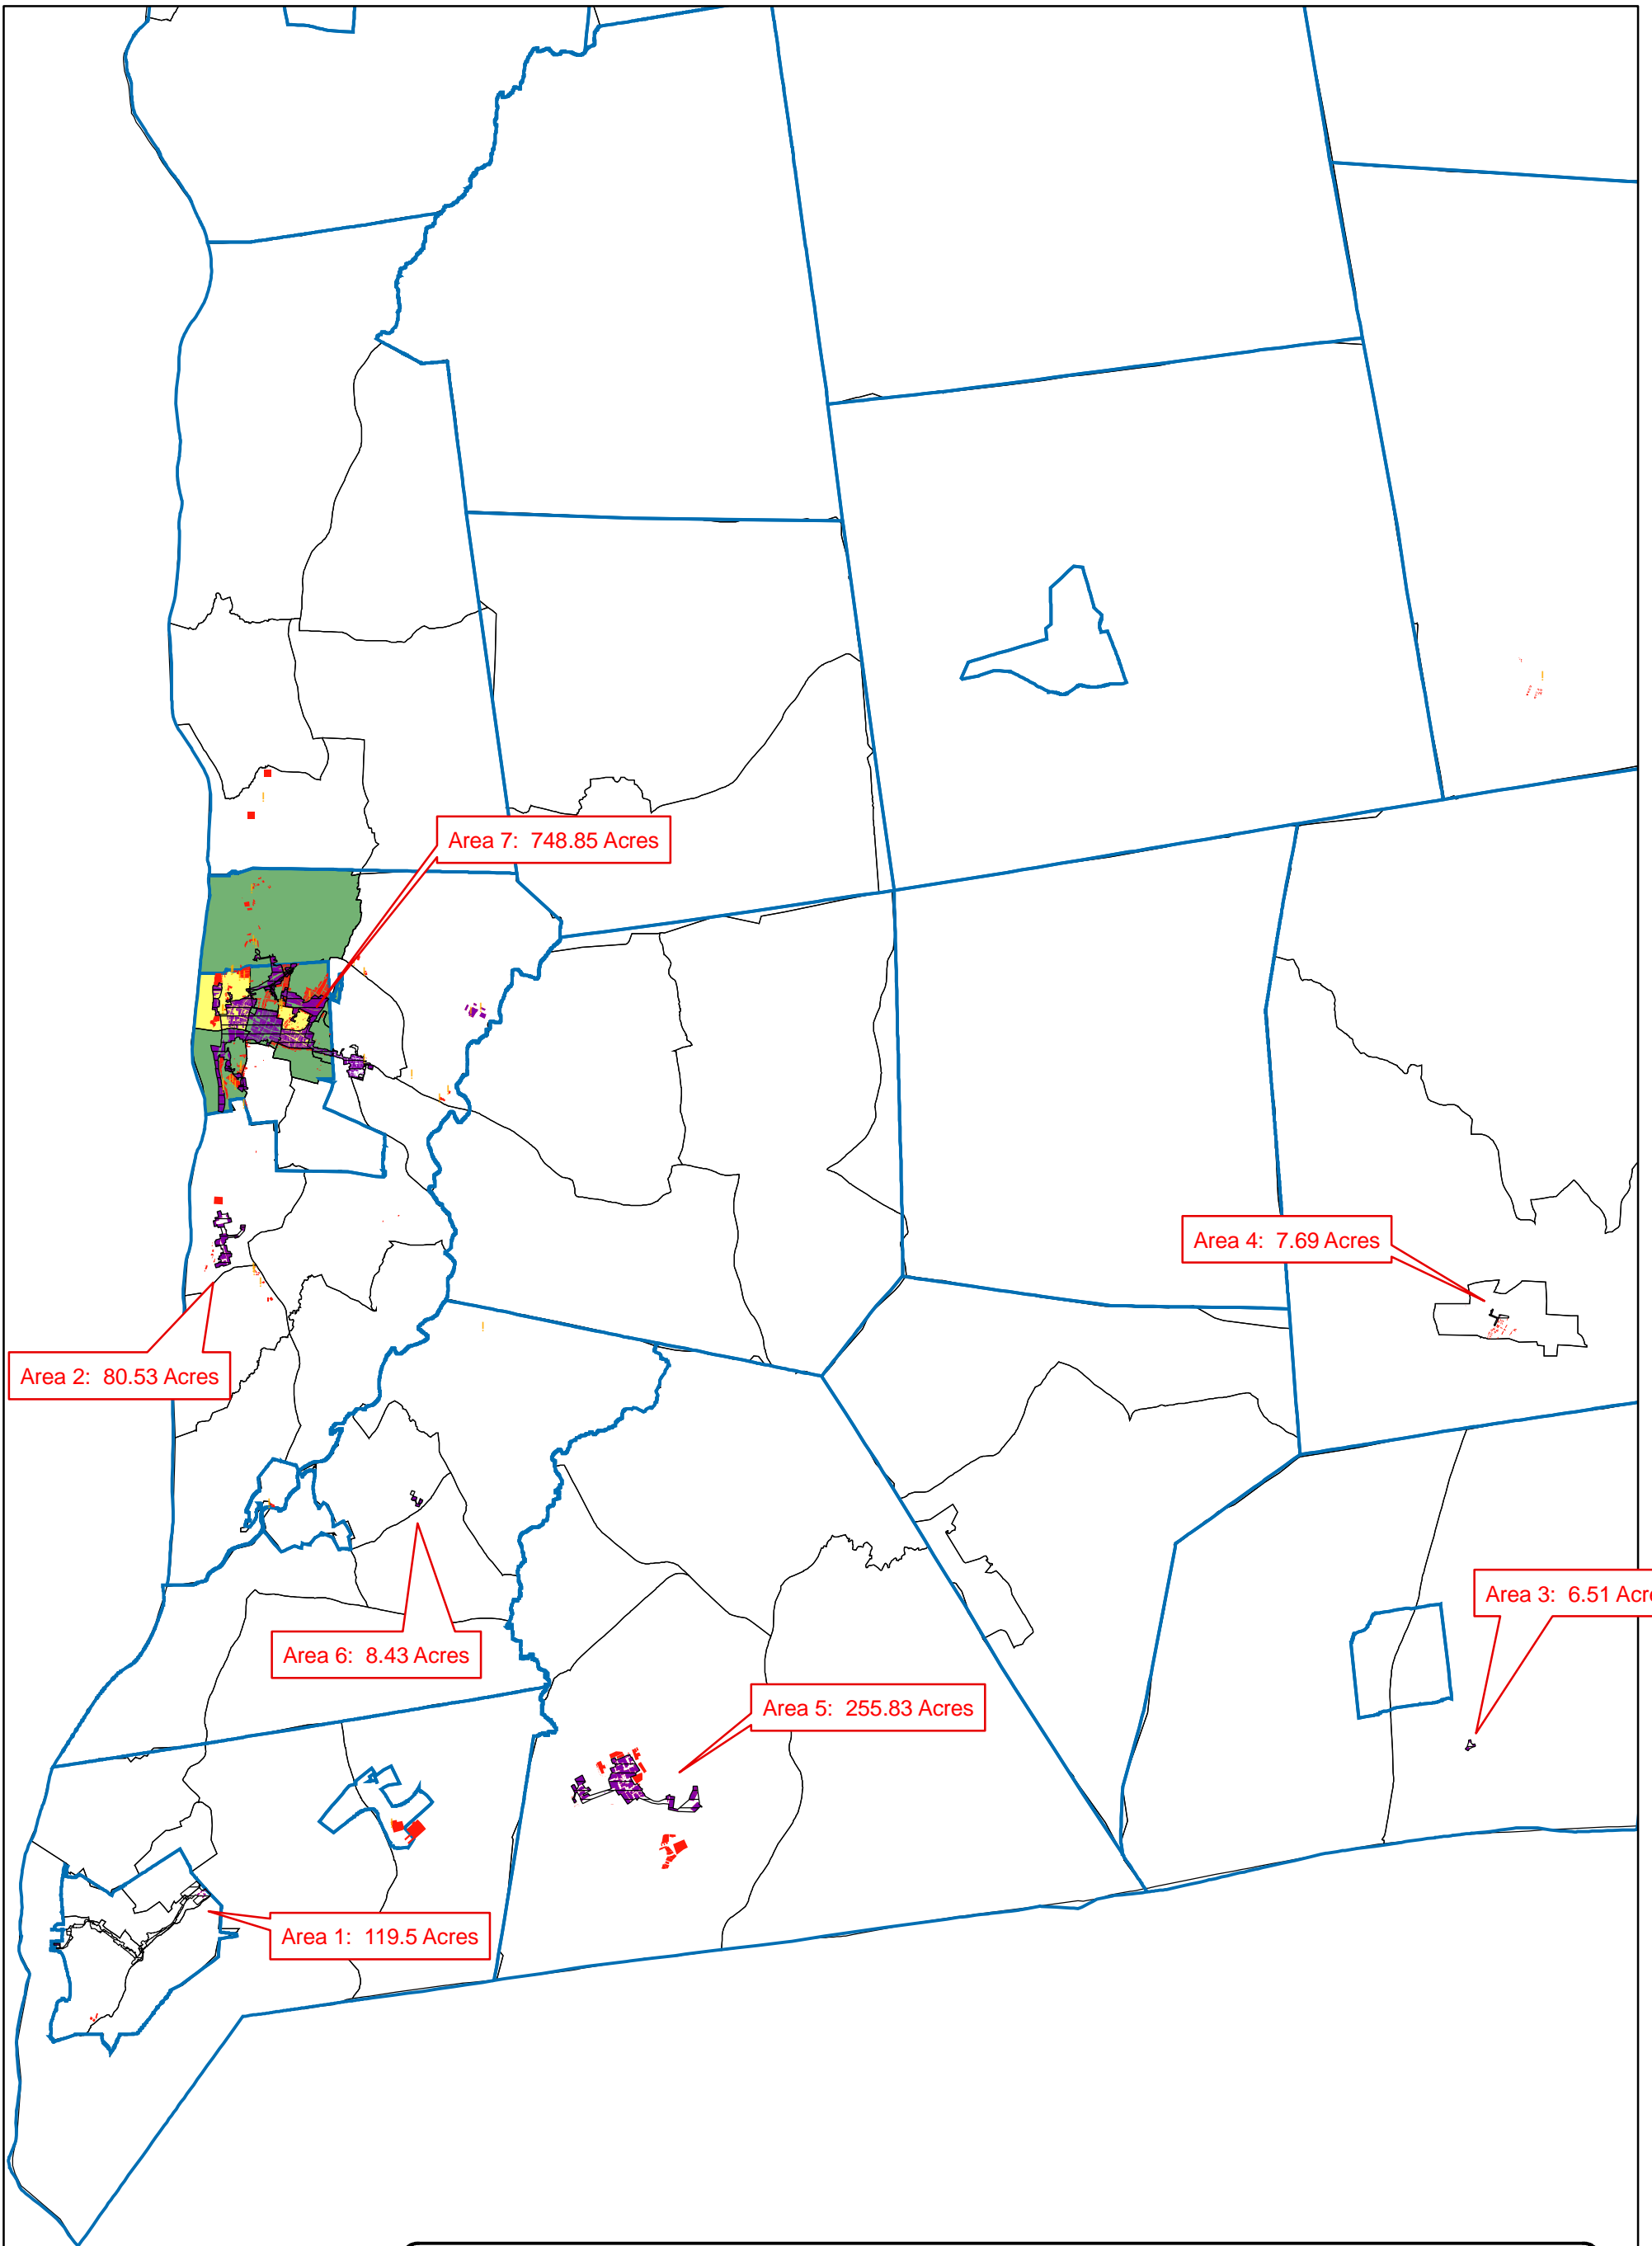 Area 7: 748.85 Acres
Area 4: 7.69 Acres
Area 2: 80.53 Acres
Area 3: 6.51 Acre
Area 6: 8.43 Acres
Area 5: 255.83 Acres
Area 1: 119.5 Acres